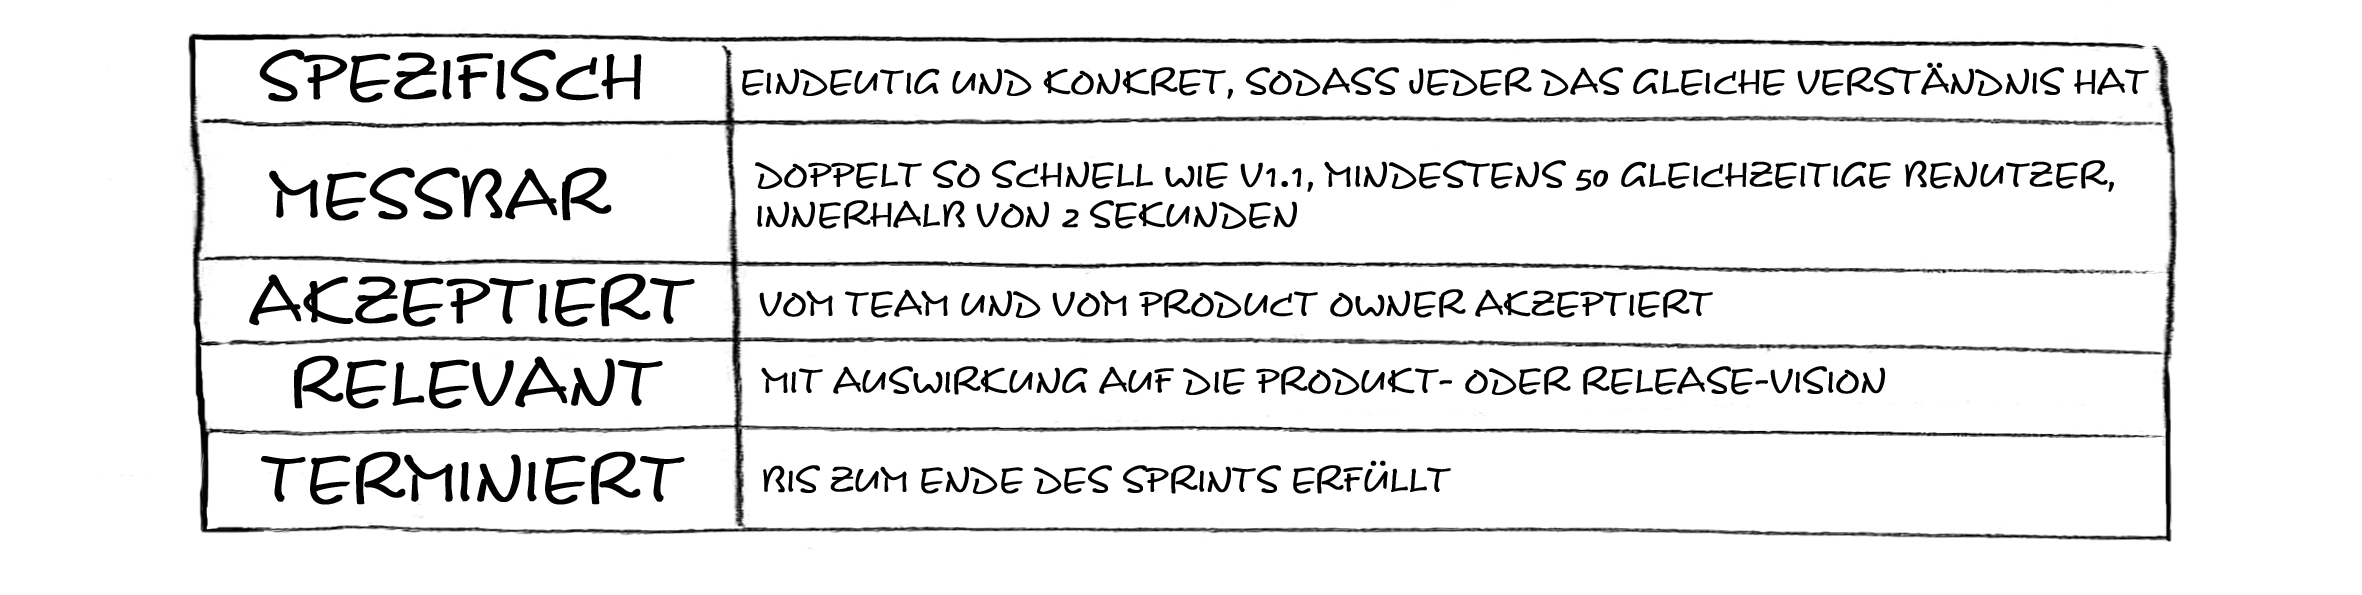 SPEZIFISCH
EINDEUTIG UND KONKRET, SODASS JEDER DAS GLEICHE VERSTÄNDNIS HAT
MESSBAR
DOPPELT SO SCHNELL WIE V1.1, MINDESTENS 50 GLEICHZEITIGE BENUTZER,
INNERHALB VON 2 SEKUNDEN
AKZEPTIERT
VOM TEAM UND VOM PRODUCT OWNER AKZEPTIERT
RELEVANT
MIT AUSWIRKUNG AUF DIE PRODUKT- ODER RELEASE-VISION
TERMINIERT
BIS ZUM ENDE DES SPRINTS ERFÜLLT